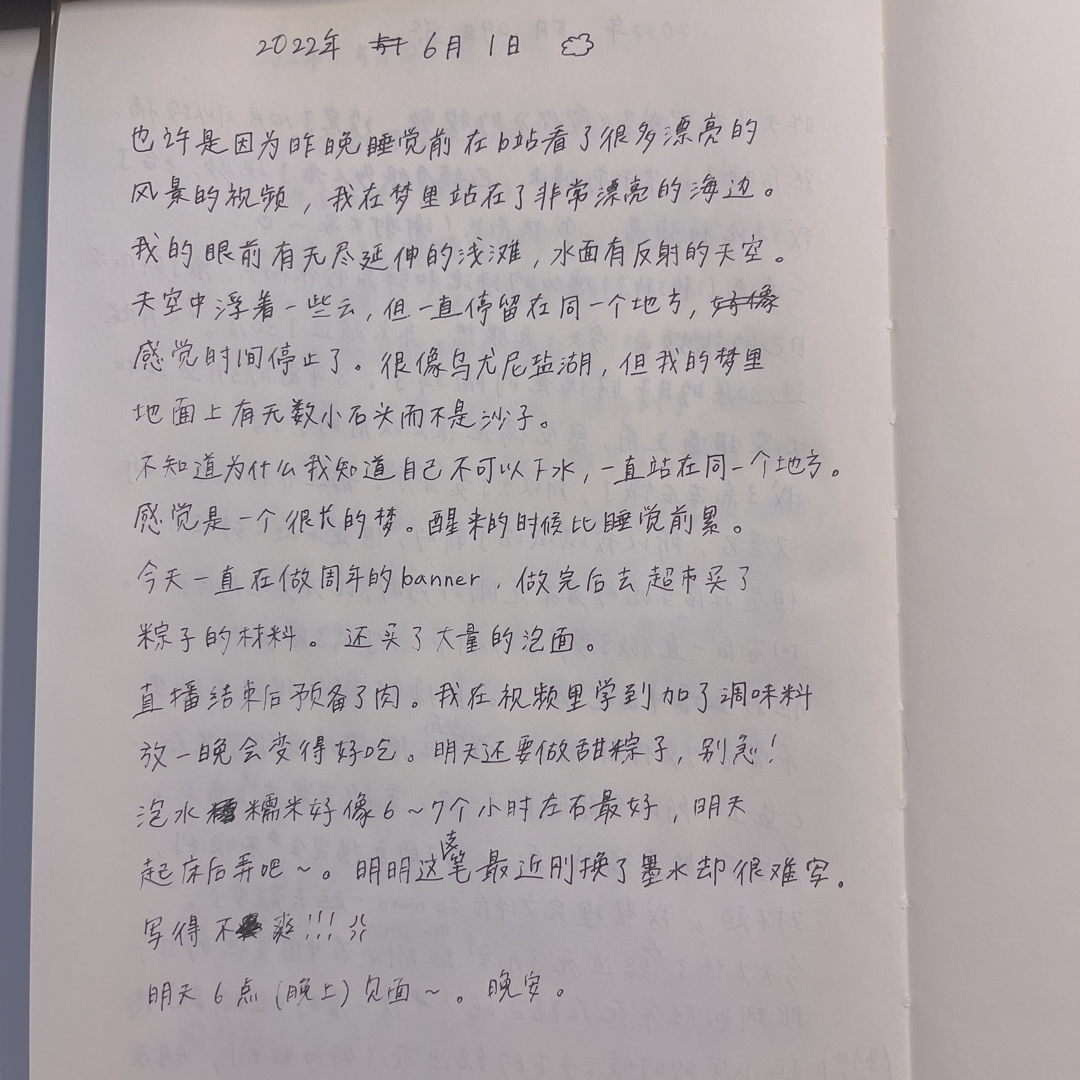 2022年 6月 1日
也许是因为昨晚睡觉前在b站看了很多漂亮的
风景的视频，我在梦里站在了非常漂亮的海边。
我的眼前有无尽延伸的浅滩，水面有反射的天空。
天空中浮着一些云，但一直停留在同一个地方，好像
感觉时间停止了。很像乌尤尼盐湖，但我的梦里
地面上有无数小石头而不是沙子。
不知道为什么我知道自己不可以下水，一直站在同一个地方。
感觉是一个很长的梦。醒来的时候比睡觉前累。
今天一直在做周年的banner，做完后去超市买了
粽子的材料。还买了大量的泡面。
直播结束后预备了肉。我在视频里学到加了调味料
放一晚会变得好吃。明天还要做甜粽子，别急！
泡水糯米好像6~7个小时左右最好，明天
起床后弄吧~。明明这支笔最近刚换了墨水却很难写。
写得不爽!!!
明天6点(晚上)见面~。晚安。